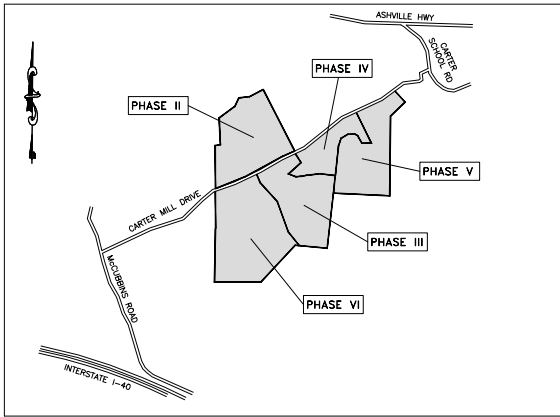 ASHVILLE HWY
CARTER
SCHOOL RD
PHASE IV
PHASE II
PHASE V
CARTER MILL DRIVE
PHASE III
McCUBBINS ROAD
PHASE VI
INTERSTATE I-40